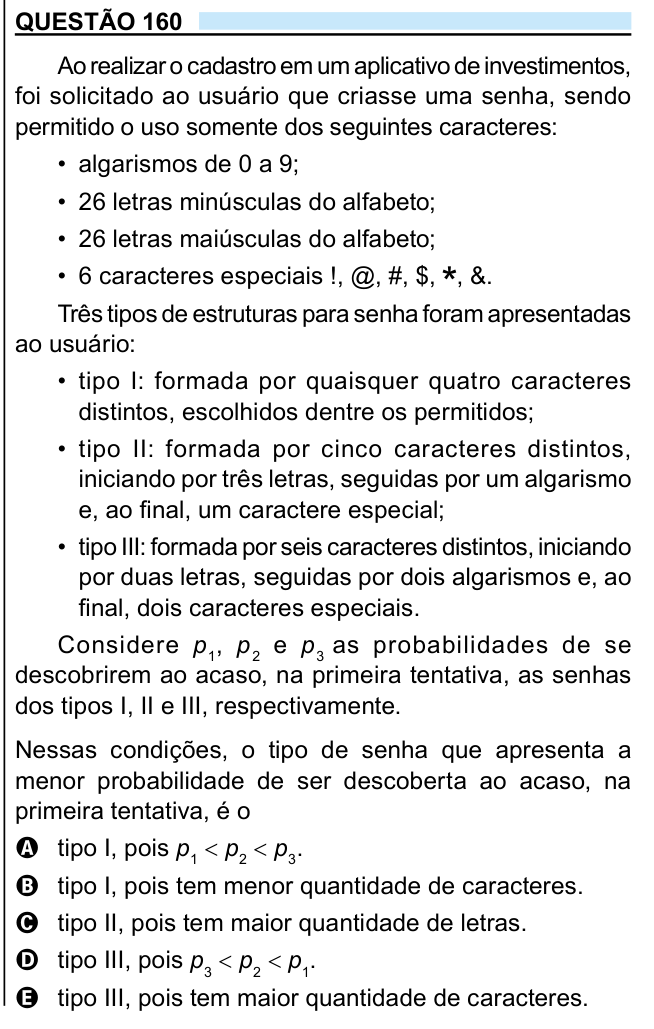 QUESTÃO 160
Ao realizar o cadastro em um aplicativo de investimentos,
foi solicitado ao usuário que criasse uma senha, sendo
permitido o uso somente dos seguintes caracteres:
• algarismos de 0 a 9;
• 26 letras minúsculas do alfabeto;
• 26 letras maiúsculas do alfabeto;
• 6 caracteres especiais !, @, #, $, *, &.
Três tipos de estruturas para senha foram apresentadas
ao usuário:
• tipo I: formada por quaisquer quatro caracteres
distintos, escolhidos dentre os permitidos;
• tipo II: formada por cinco caracteres distintos,
iniciando por três letras, seguidas por um algarismo
e, ao final, um caractere especial;
• tipo III: formada por seis caracteres distintos, iniciando
por duas letras, seguidas por dois algarismos e, ao
final, dois caracteres especiais.
Considere p₁, p₂ e p₃ as probabilidades de se
descobrirem ao acaso, na primeira tentativa, as senhas
dos tipos I, II e III, respectivamente.
Nessas condições, o tipo de senha que apresenta a
menor probabilidade de ser descoberta ao acaso, na
primeira tentativa, é o
A tipo I, pois p₁ < p₂ < p₃.
B tipo I, pois tem menor quantidade de caracteres.
C tipo II, pois tem maior quantidade de letras.
D tipo III, pois p₃ < p₂ < p₁.
E tipo III, pois tem maior quantidade de caracteres.